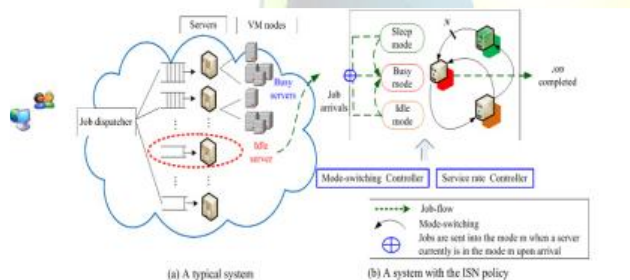 Servers
VM nodes
Busy
servers
Job dispatcher
Idle
server
(a) A typical system
Job
arrivals
Sleep
mode
Busy
mode
Idle
mode
N
completed
Mode-switching Controller
Service rate Controller
Job-flow
Mode-switching
Jobs are sent into the mode m when a server
currently is in the mode m upon arrival
(b) A system with the ISN policy